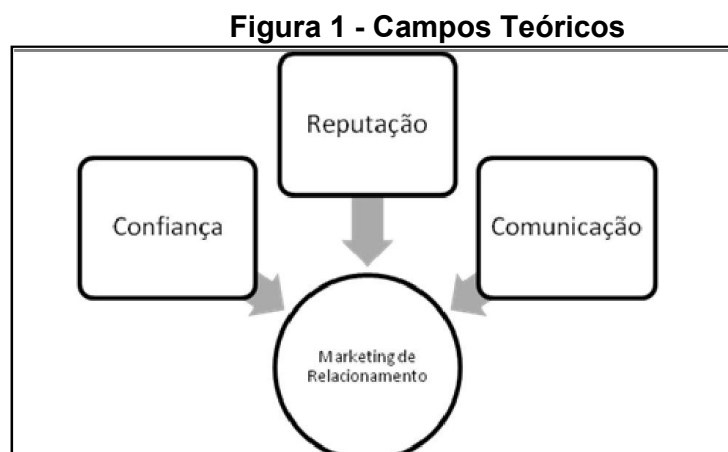 Figura 1 - Campos Teóricos
Reputação
Confiança
Comunicação
Marketing de
Relacionamento